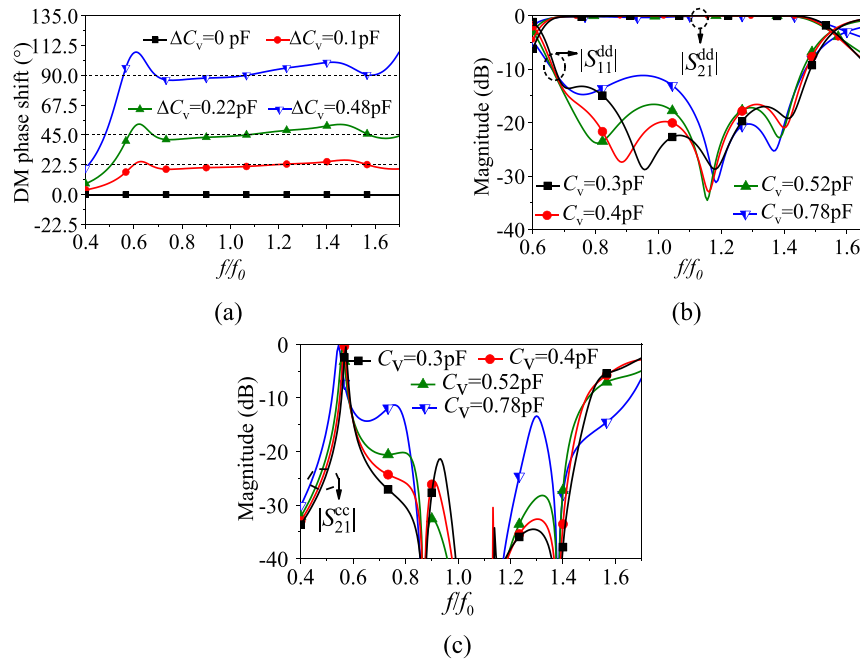 DM phase shift (°)
135.0
112.5
90.0
67.5
45.0
22.5
0.0
-22.5
ΔCv=0 pF
ΔCv=0.1pF
ΔCv=0.22pF
ΔCv=0.48pF
0.4 0.6 0.8 1.0 1.2 1.4 1.6
f/f0
(a)
Magnitude (dB)
0
-10
-20
-30
-40
|S11dd|
|S21dd|
Cv=0.3pF
Cv=0.52pF
Cv=0.4pF
Cv=0.78pF
0.6 0.8 1.0 1.2 1.4 1.6
f/f0
(b)
Magnitude (dB)
0
-10
-20
-30
-40
CV=0.3pF
CV=0.4pF
CV=0.52pF
CV=0.78pF
|S21cc|
0.4 0.6 0.8 1.0 1.2 1.4 1.6
f/f0
(c)